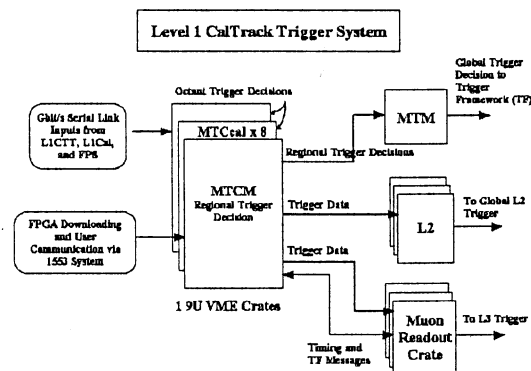 Level 1 CalTrack Trigger System
Octant Trigger Decisions
Gbit/s Serial Link
Inputs from
L1CTT, L1Cal,
and FPS
MTCcal x 8
MTCM
Regional Trigger
Decision
Regional Trigger Decisions
MTM
Global Trigger
Decision to
Trigger
Framework (TF)
FPGA Downloading
and User
Communication via
1553 System
Trigger Data
L2
To Global L2
Trigger
Trigger Data
1 9U VME Crates
Timing and
TF Messages
Muon
Readout
Crate
To L3 Trigger